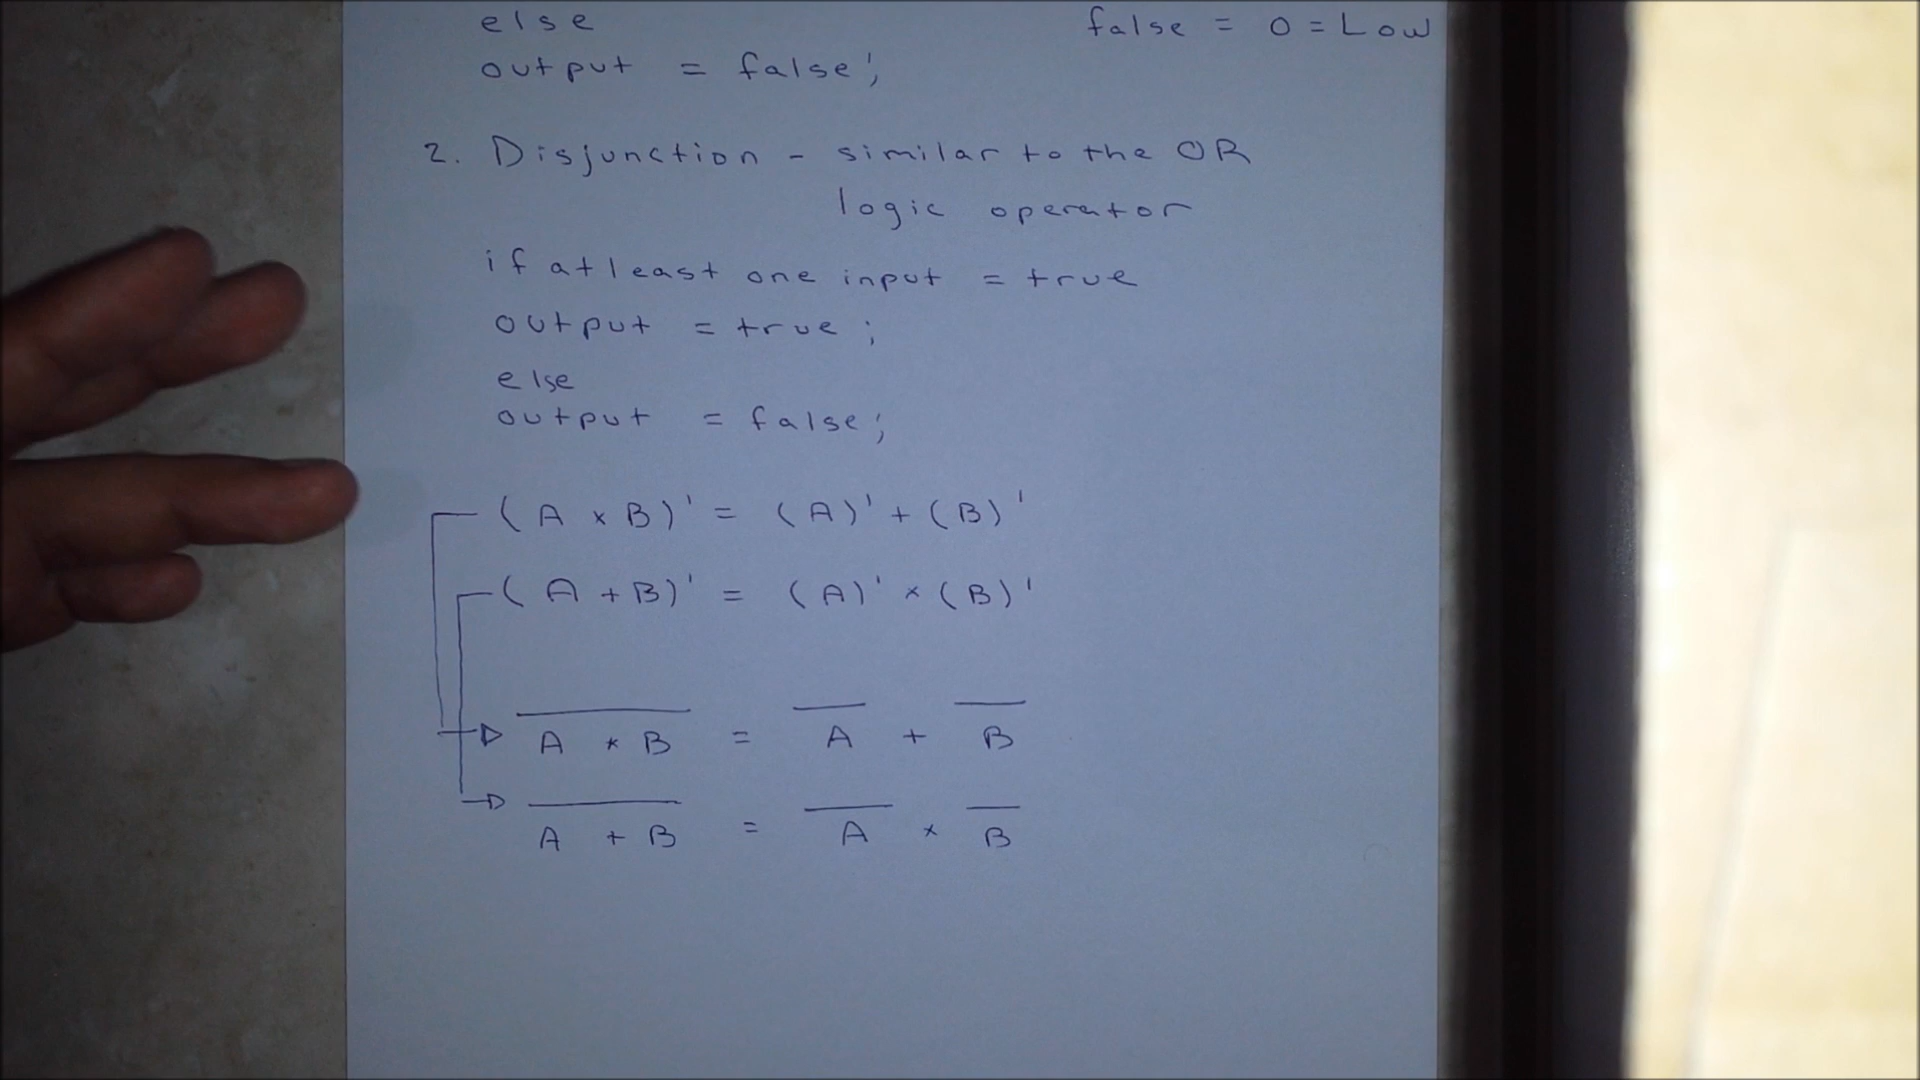 else
false = 0 = Low
output = false;
2. Disjunction - similar to the OR
logic operator
if atleast one input = true
output = true;
else
output = false;
(A × B)' = (A)' + (B)'
(A + B)' = (A)' × (B)'
A̅ ̅*̅ ̅B̅ = A̅ + B̅
A̅ ̅+̅ ̅B̅ = A̅ × B̅